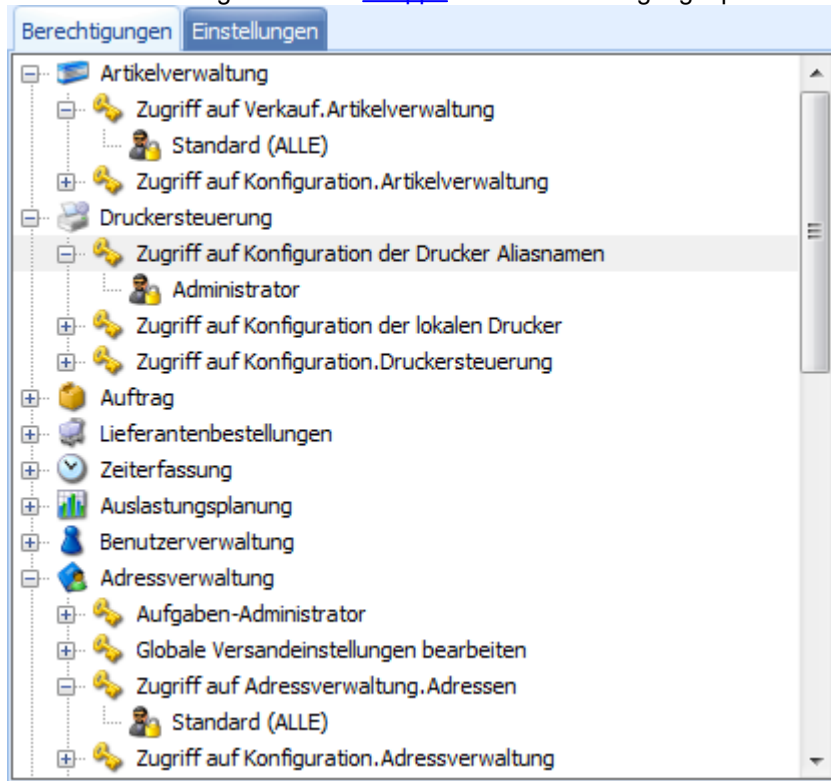 Berechtigungen Einstellungen
Artikelverwaltung
Zugriff auf Verkauf.Artikelverwaltung
Standard (ALLE)
Zugriff auf Konfiguration.Artikelverwaltung
Druckersteuerung
Zugriff auf Konfiguration der Drucker Aliasnamen
Administrator
Zugriff auf Konfiguration der lokalen Drucker
Zugriff auf Konfiguration.Druckersteuerung
Auftrag
Lieferantenbestellungen
Zeiterfassung
Auslastungsplanung
Benutzerverwaltung
Adressverwaltung
Aufgaben-Administrator
Globale Versandeinstellungen bearbeiten
Zugriff auf Adressverwaltung.Adressen
Standard (ALLE)
Zugriff auf Konfiguration.Adressverwaltung